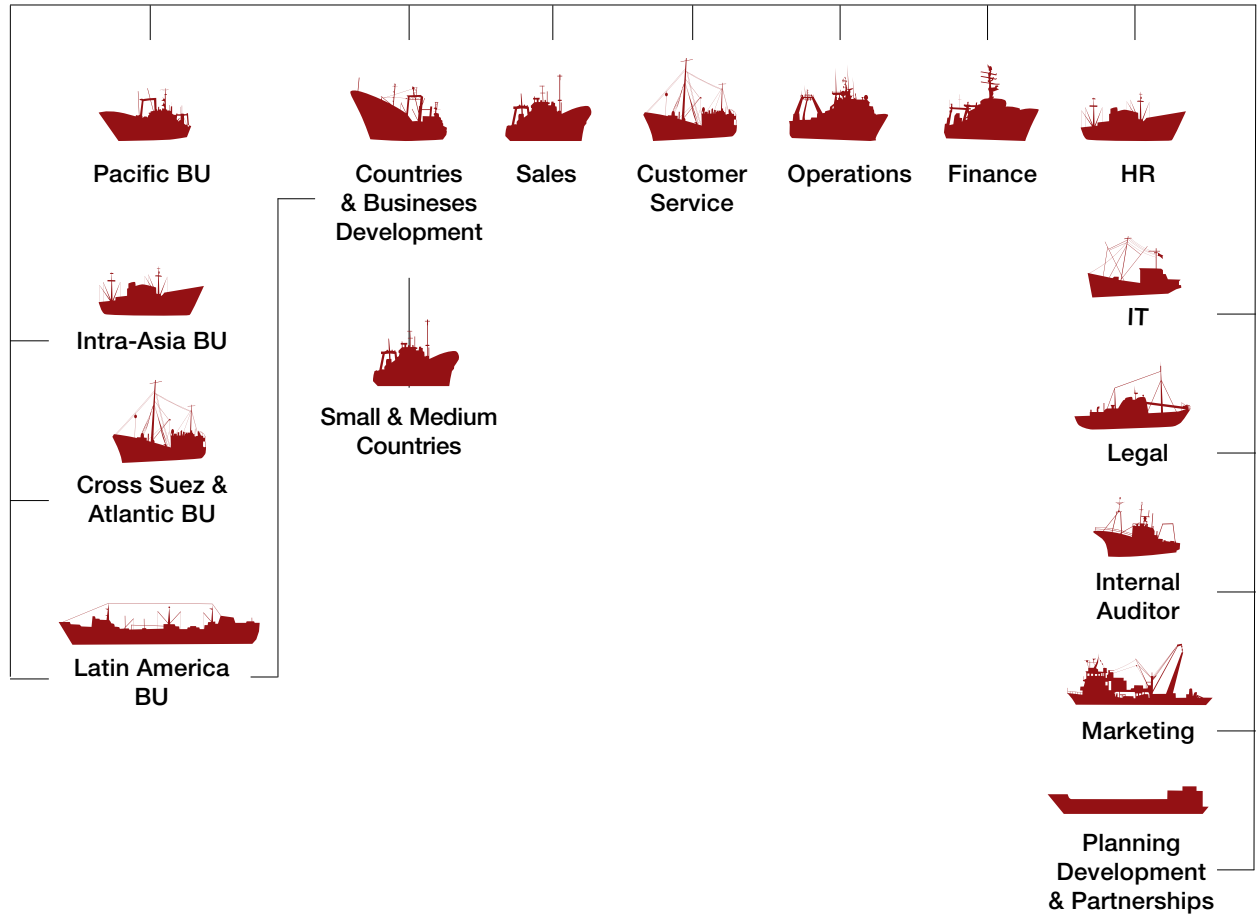 Pacific BU
Countries
& Busineses
Development
Sales
Customer
Service
Operations
Finance
HR
Intra-Asia BU
IT
Small & Medium
Countries
Cross Suez &
Atlantic BU
Legal
Internal
Auditor
Latin America
BU
Marketing
Planning
Development
& Partnerships